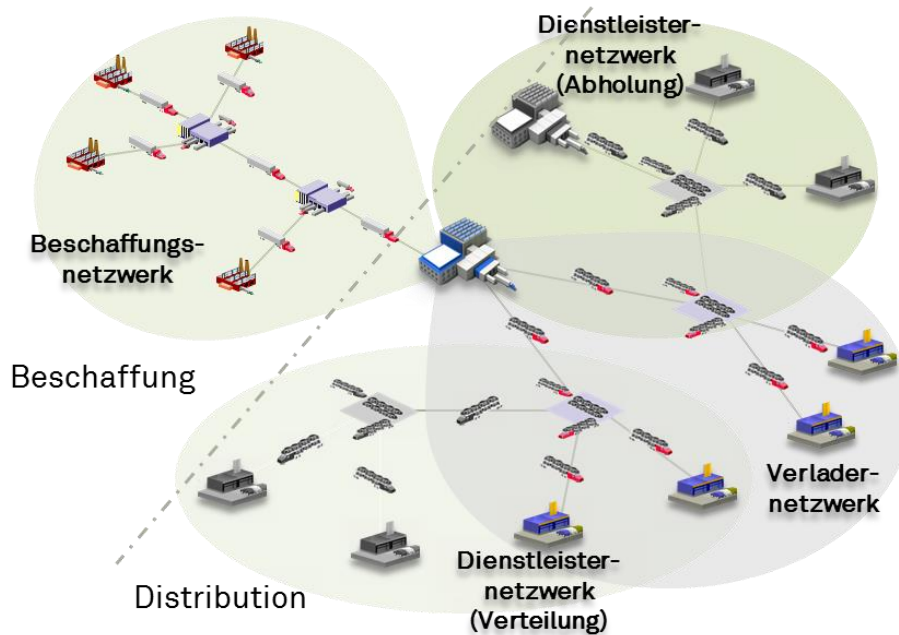 Dienstleister-
netzwerk
(Abholung)
Beschaffungs-
netzwerk
Beschaffung
Verlader-
netzwerk
Dienstleister-
netzwerk
(Verteilung)
Distribution